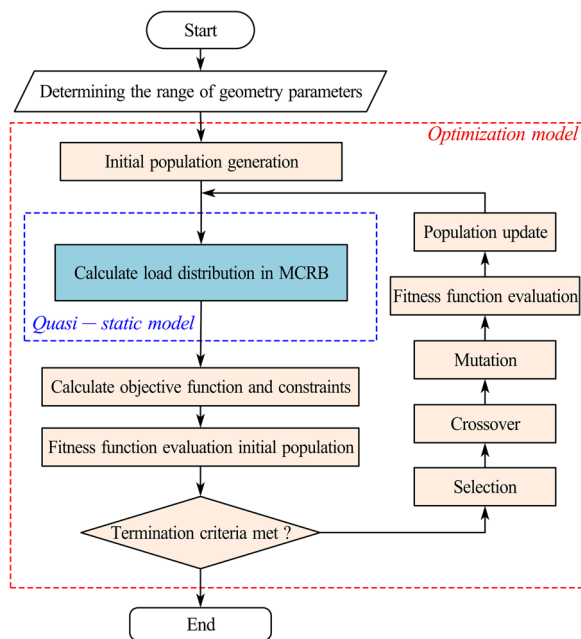 Start
Determining the range of geometry parameters
Optimization model
Initial population generation
Calculate load distribution in MCRB
Quasi — static model
Calculate objective function and constraints
Fitness function evaluation initial population
Termination criteria met ?
End
Population update
Fitness function evaluation
Mutation
Crossover
Selection